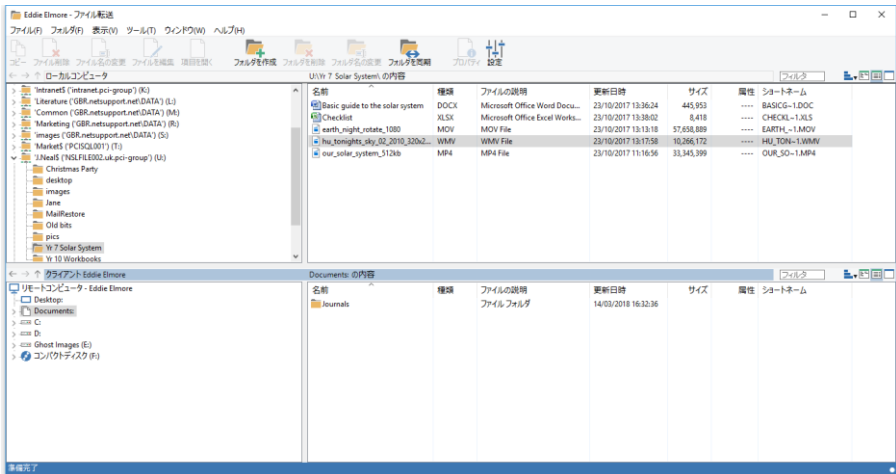 Eddie Elmore - ファイル転送
ファイル(F) フォルダ(F) 表示(V) ツール(T) ウィンドウ(W) ヘルプ(H)
コピー ファイル削除 ファイル名の変更 ファイルを編集 項目を開く フォルダを作成 フォルダを削除 フォルダ名の変更 フォルダを同期 プロパティ 設定
ローカルコンピュータ U:\Yr 7 Solar System\ の内容 フィルタ
'Intranet$ ('intranet.pci-group') (K:)
'Literature ('GBR.netsupport.net\DATA') (L:)
'Common ('GBR.netsupport.net\DATA') (M:)
'Marketing ('GBR.netsupport.net\DATA') (R:)
'images ('GBR.netsupport.net\DATA') (S:)
'Market$ ('PCISQL001') (T:)
'J.Neal$ ('NSLFILE002.uk.pci-group') (U:)
Christmas Party
desktop
images
Jane
MailRestore
Old bits
pics
Yr 7 Solar System
Yr 10 Workbooks
名前 種類 ファイルの説明 更新日時 サイズ 属性 ショートネーム
Basic guide to the solar system DOCX Microsoft Office Word Docu... 23/10/2017 13:36:24 445,953 ---- BASICG~1.DOC
Checklist XLSX Microsoft Office Excel Works... 23/10/2017 13:38:02 8,418 ---- CHECKL~1.XLS
earth_night_rotate_1080 MOV MOV File 23/10/2017 13:13:18 57,658,889 ---- EARTH_~1.MOV
hu_tonights_sky_02_2010_320x2... WMV WMV File 23/10/2017 13:17:58 10,266,172 ---- HU_TON~1.WMV
our_solar_system_512kb MP4 MP4 File 23/10/2017 11:16:56 33,345,399 ---- OUR_SO~1.MP4
クライアント Eddie Elmore Documents: の内容 フィルタ
リモートコンピュータ - Eddie Elmore
Desktop:
Documents:
C:
D:
Ghost Images (E:)
コンパクトディスク (F:)
名前 種類 ファイルの説明 更新日時 サイズ 属性 ショートネーム
Journals ファイル フォルダ 14/03/2018 16:32:36
準備完了